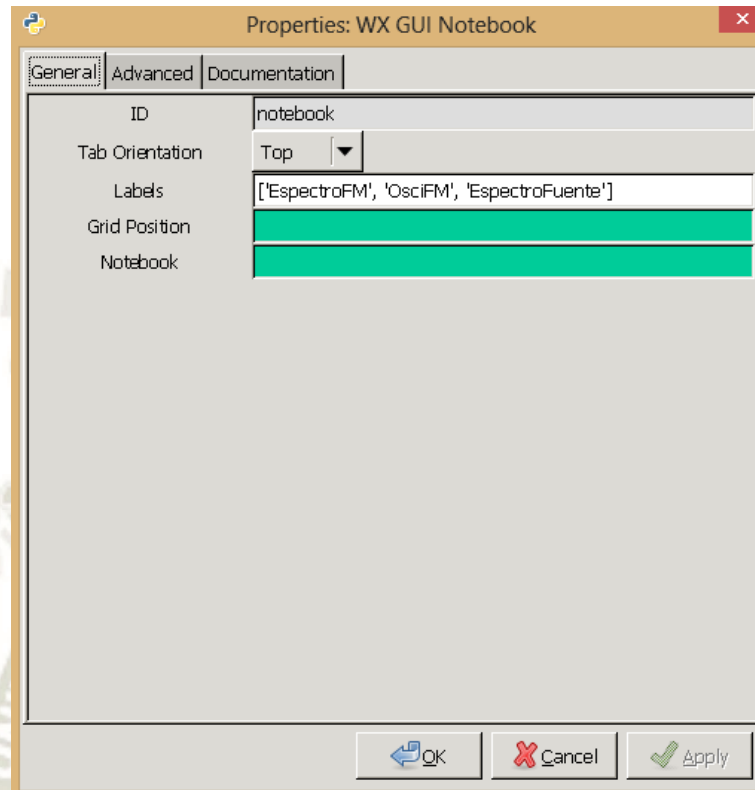 Properties: WX GUI Notebook
General Advanced Documentation
ID notebook
Tab Orientation Top
Labels ['EspectroFM', 'OsciFM', 'EspectroFuente']
Grid Position
Notebook
OK Cancel Apply